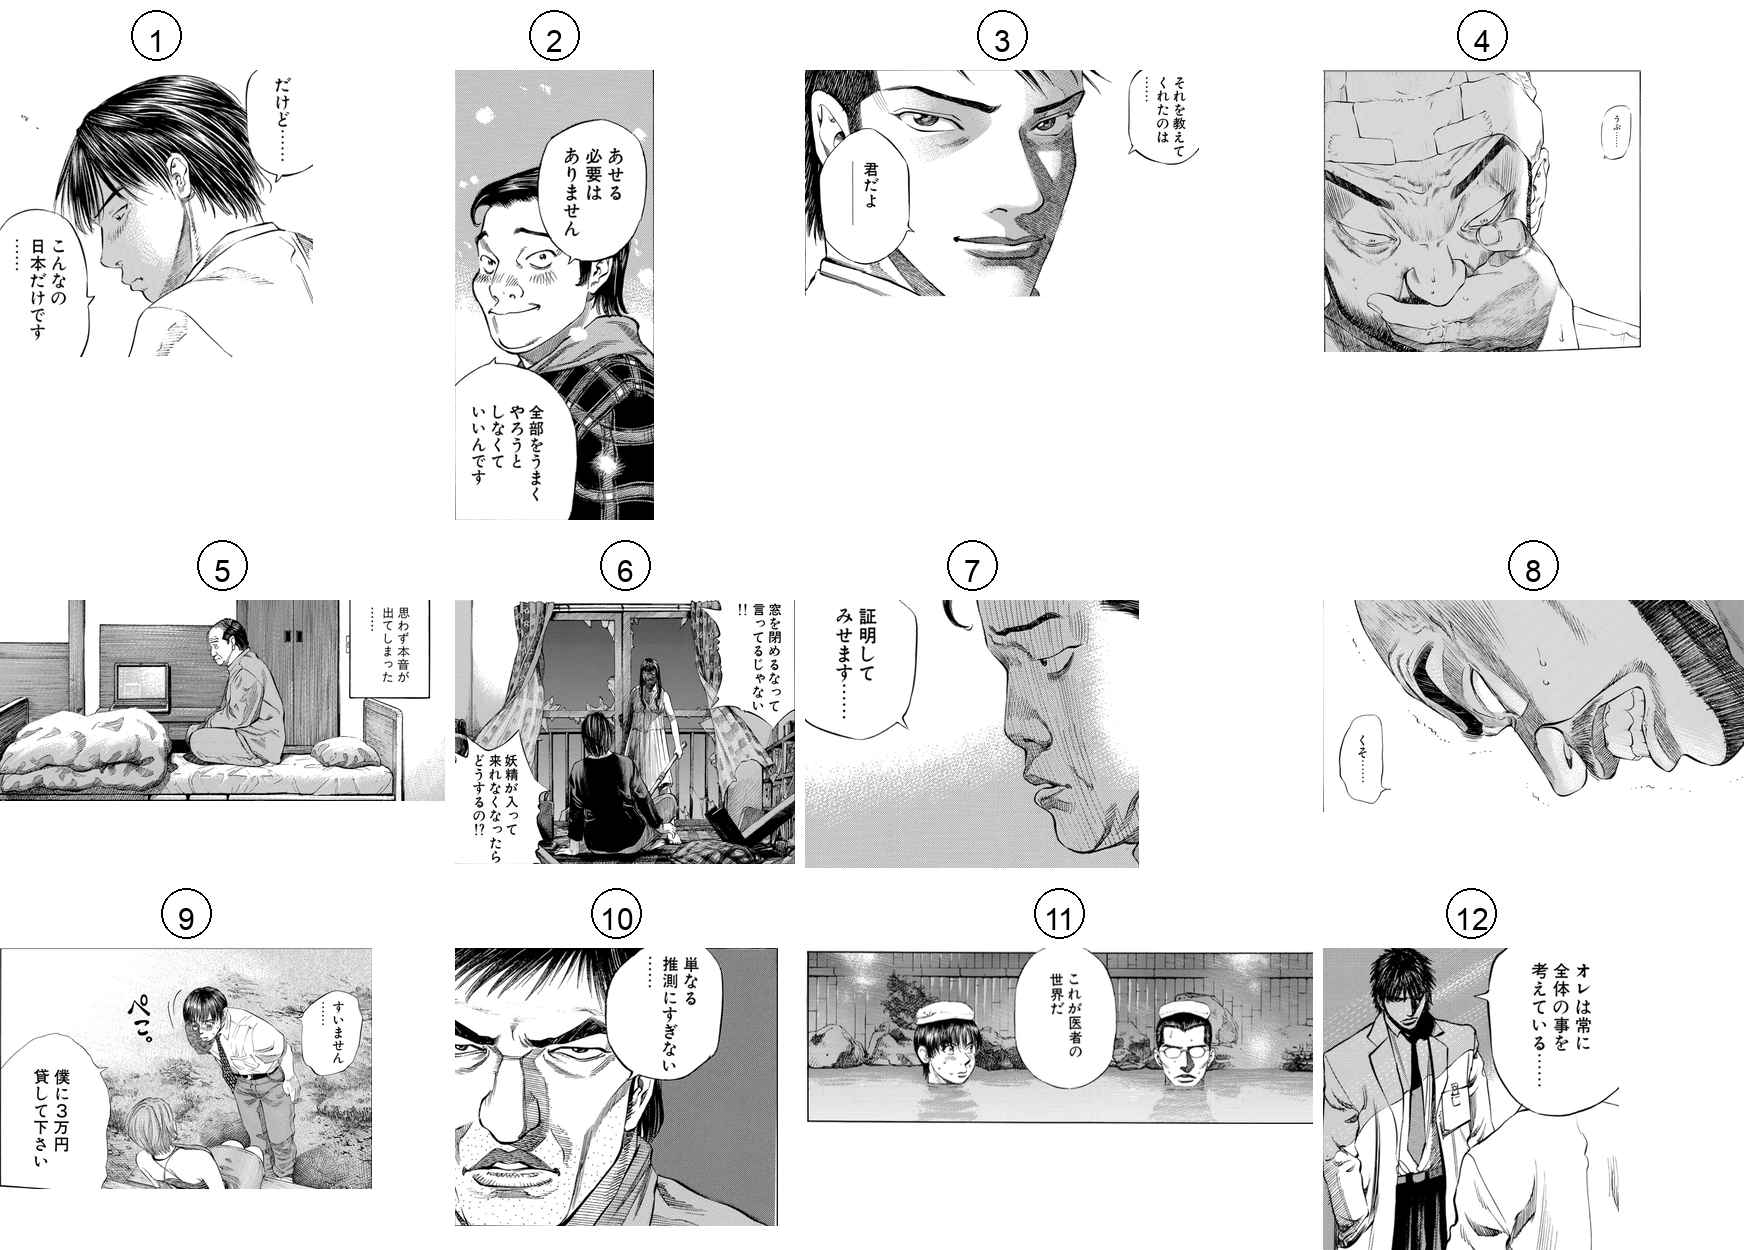 1
だけど……
こんなの
日本だけです
……
2
あせる
必要は
ありません
全部をうまく
やろうと
しなくて
いいんです
3
それを教えて
くれたのは
……
君だよ
――
4
うぷ……
5
思わず本音が
出てしまった
……
6
窓を閉めるなって
言ってるじゃない
!!
妖精が入って
来れなくなったら
どうするの!?
7
証明して
みせます……
8
くそ……
9
すいません
……
ぺこ。
僕に3万円
貸して下さい
10
単なる
推測にすぎない
……
11
これが医者の
世界だ
12
オレは常に
全体の事を
考えている……